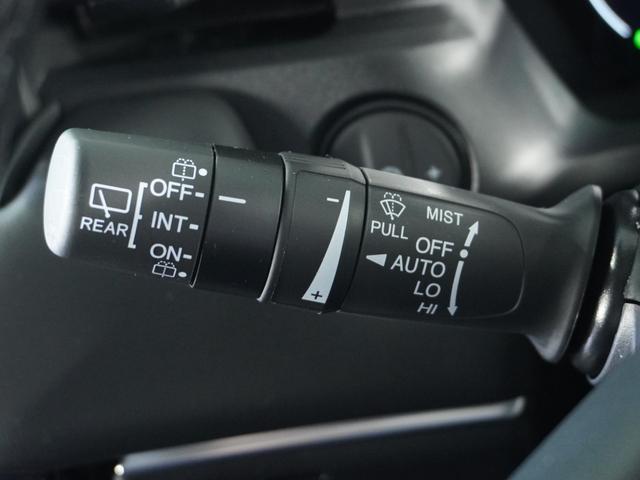 REAR
OFF
INT
ON
− +
PULL
MIST
OFF
AUTO
LO
HI